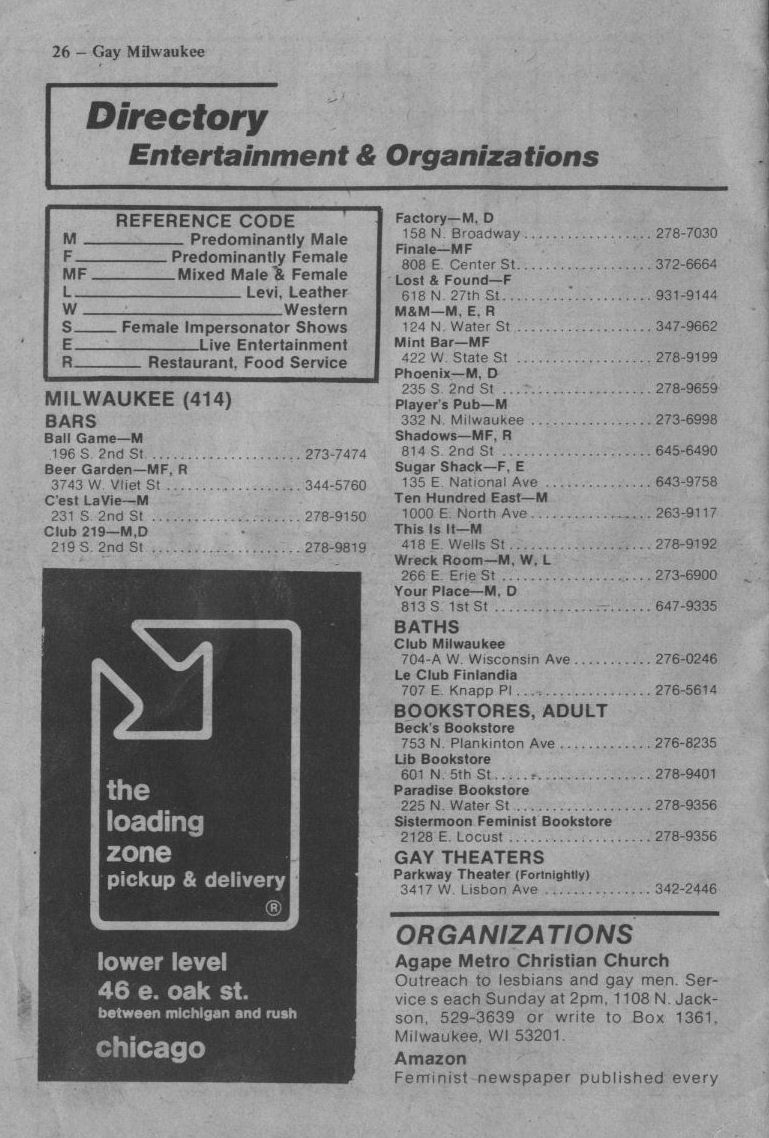 26 – Gay Milwaukee
Directory
Entertainment & Organizations
REFERENCE CODE
M __________ Predominantly Male
F __________ Predominantly Female
MF __________ Mixed Male & Female
L __________ Levi, Leather
W __________ Western
S __________ Female Impersonator Shows
E __________ Live Entertainment
R __________ Restaurant, Food Service
MILWAUKEE (414)
BARS
Ball Game—M
196 S. 2nd St. .................... 273-7474
Beer Garden—MF, R
3743 W. Vliet St .................... 344-5760
C'est LaVie—M
231 S. 2nd St .................... 278-9150
Club 219—M,D
219 S. 2nd St .................... 278-9819
the
loading
zone
pickup & delivery
®
lower level
46 e. oak st.
between michigan and rush
chicago
Factory—M, D
158 N. Broadway .................... 278-7030
Finale—MF
808 E. Center St. .................... 372-6664
Lost & Found—F
618 N. 27th St. .................... 931-9144
M&M—M, E, R
124 N. Water St .................... 347-9662
Mint Bar—MF
422 W. State St .................... 278-9199
Phoenix—M, D
235 S. 2nd St .................... 278-9659
Player's Pub—M
332 N. Milwaukee .................... 273-6998
Shadows—MF, R
814 S. 2nd St .................... 645-6490
Sugar Shack—F, E
135 E. National Ave .................... 643-9758
Ten Hundred East—M
1000 E. North Ave .................... 263-9117
This Is It—M
418 E. Wells St .................... 278-9192
Wreck Room—M, W, L
266 E. Erie St .................... 273-6900
Your Place—M, D
813 S. 1st St .................... 647-9335
BATHS
Club Milwaukee
704-A W. Wisconsin Ave .................... 276-0246
Le Club Finlandia
707 E. Knapp Pl .................... 276-5614
BOOKSTORES, ADULT
Beck's Bookstore
753 N. Plankinton Ave .................... 276-8235
Lib Bookstore
601 N. 5th St. .................... 278-9401
Paradise Bookstore
225 N. Water St .................... 278-9356
Sistermoon Feminist Bookstore
2128 E. Locust .................... 278-9356
GAY THEATERS
Parkway Theater (Fortnightly)
3417 W. Lisbon Ave .................... 342-2446
ORGANIZATIONS
Agape Metro Christian Church
Outreach to lesbians and gay men. Ser-
vice s each Sunday at 2pm, 1108 N. Jack-
son, 529-3639 or write to Box 1361,
Milwaukee, WI 53201.
Amazon
Feminist newspaper published every